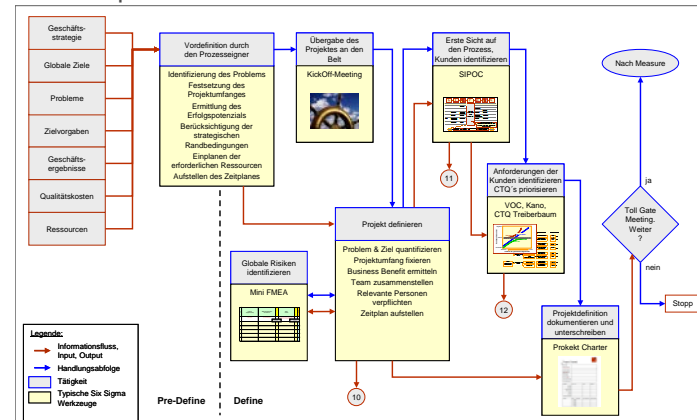 Geschäfts-
strategie
Globale Ziele
Probleme
Zielvorgaben
Geschäfts-
ergebnisse
Qualitätskosten
Ressourcen
Vordefinition durch
den Prozesseigner
Identifizierung des Problems
Festsetzung des
Projektumfanges
Ermittlung des
Erfolgspotenzials
Berücksichtigung der
strategischen
Randbedingungen
Einplanen der
erforderlichen Ressourcen
Aufstellen des Zeitplanes
Übergabe des
Projektes an den
Belt
KickOff-Meeting
Erste Sicht auf
den Prozess,
Kunden identifizieren
SIPOC
11
Anforderungen der
Kunden identifizieren
CTQ´s priorisieren
VOC, Kano,
CTQ Treiberbaum
12
Nach Measure
ja
Toll Gate
Meeting.
Weiter
?
nein
Stopp
Projekt definieren
Problem & Ziel quantifizieren
Projektumfang fixieren
Business Benefit ermitteln
Team zusammenstellen
Relevante Personen
verpflichten
Zeitplan aufstellen
10
Globale Risiken
identifizieren
Mini FMEA
Projektdefinition
dokumentieren und
unterschreiben
Prokekt Charter
Legende:
Informationsfluss,
Input, Output
Handlungsabfolge
Tätigkeit
Typische Six Sigma
Werkzeuge
Pre-Define
Define